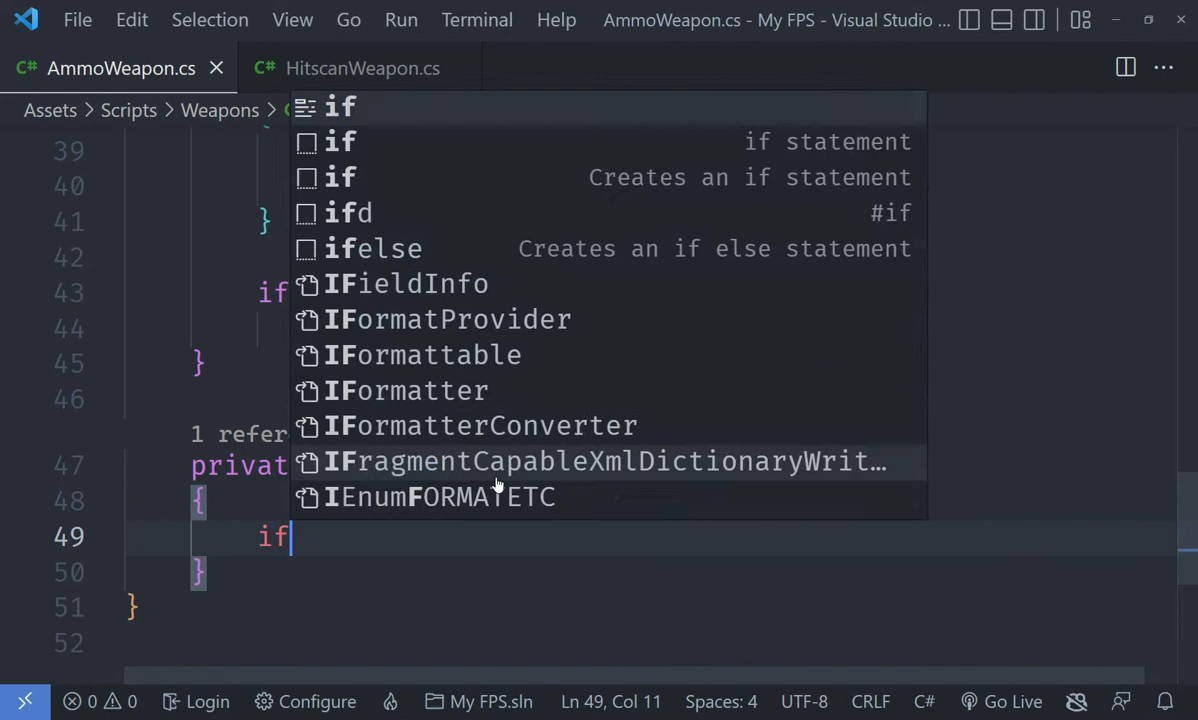 File Edit Selection View Go Run Terminal Help AmmoWeapon.cs - My FPS - Visual Studio ...
C# AmmoWeapon.cs C# HitscanWeapon.cs
Assets > Scripts > Weapons >
if
39
if if statement
40
if Creates an if statement
41 }
ifd #if
42
ifelse Creates an if else statement
43 if
IFieldInfo
44
IFormatProvider
45 }
IFormattable
46
IFormatter
1 refer
IFormatterConverter
47 privat
IFragmentCapableXmlDictionaryWrit...
48 {
IEnumFORMATETC
49 if
50 }
51 }
52
0 0 Login Configure My FPS.sln Ln 49, Col 11 Spaces: 4 UTF-8 CRLF C# Go Live